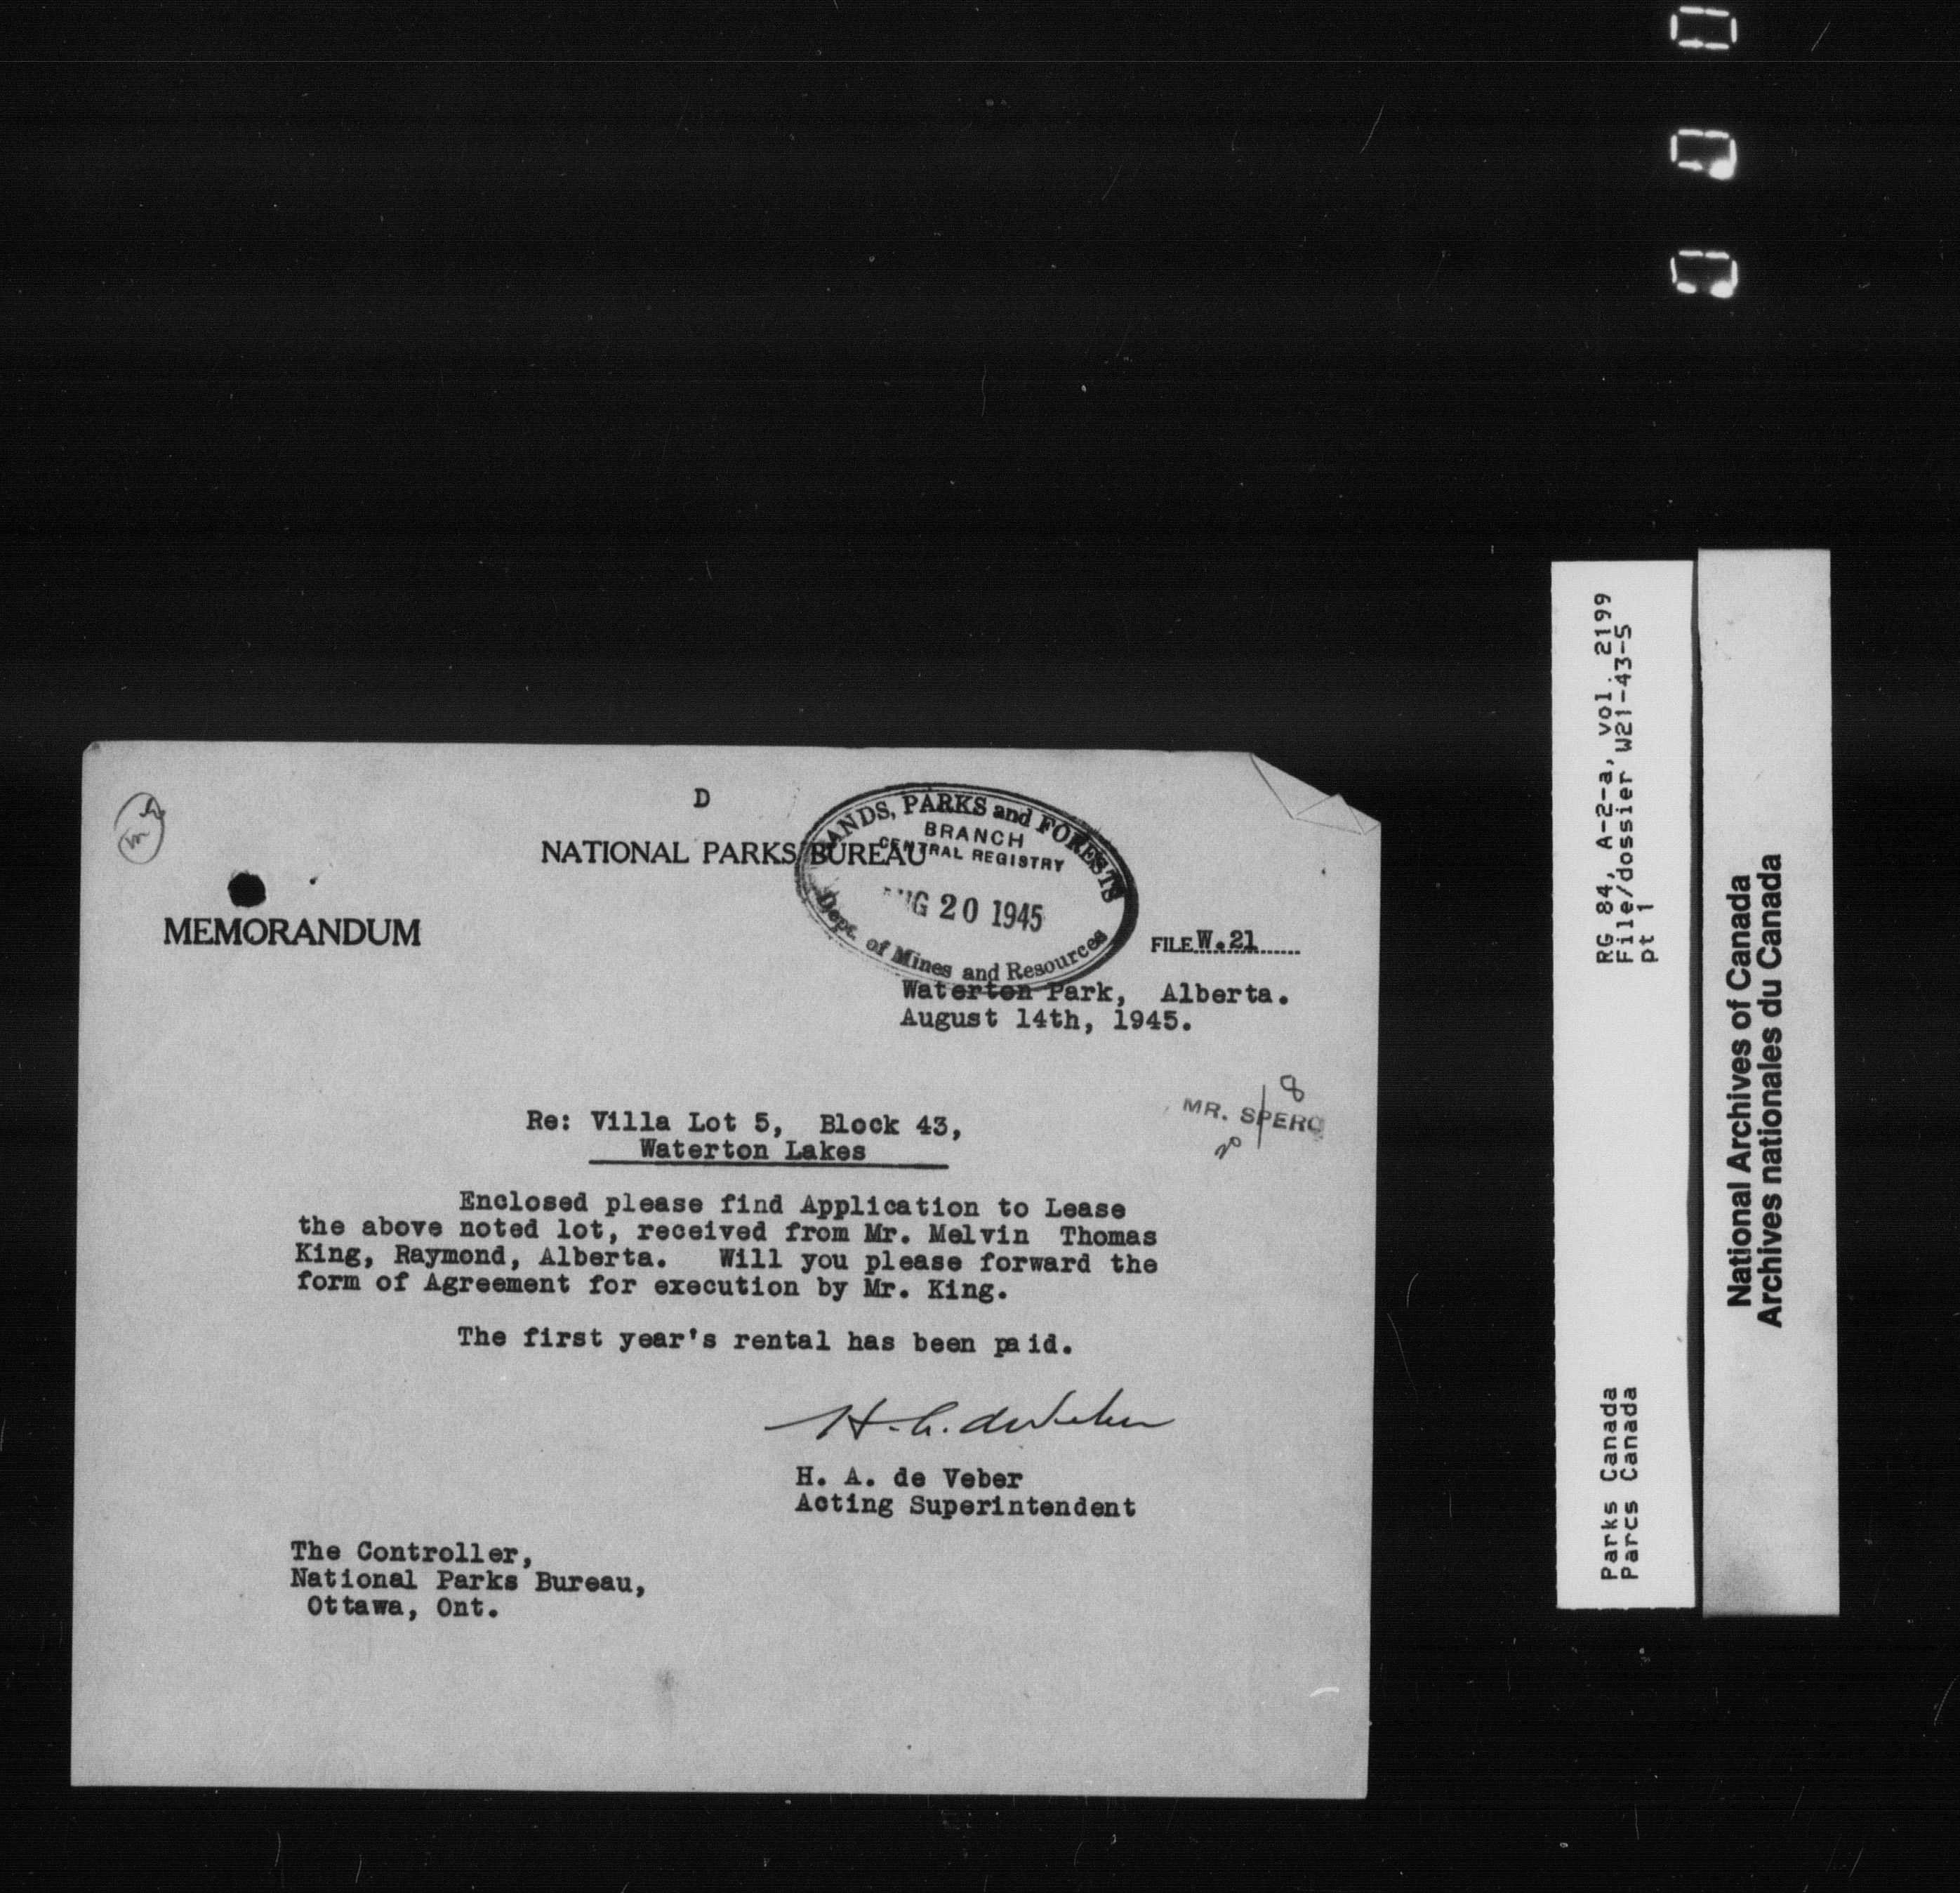 D
NATIONAL PARKS BUREAU
LANDS, PARKS and FORESTS
BRANCH
CENTRAL REGISTRY
AUG 20 1945
Dept. of Mines and Resources
MEMORANDUM
FILE W.21
Waterton Park, Alberta.
August 14th, 1945.
8
MR. SPERO
Re: Villa Lot 5, Block 43,
Waterton Lakes
Enclosed please find Application to Lease
the above noted lot, received from Mr. Melvin Thomas
King, Raymond, Alberta. Will you please forward the
form of Agreement for execution by Mr. King.
The first year's rental has been paid.
H. A. de Veber
H. A. de Veber
Acting Superintendent
The Controller,
National Parks Bureau,
Ottawa, Ont.
RG 84, A-2-a, vol. 2199
File/dossier W21-43-5
pt 1
Parks Canada
Parcs Canada
National Archives of Canada
Archives nationales du Canada